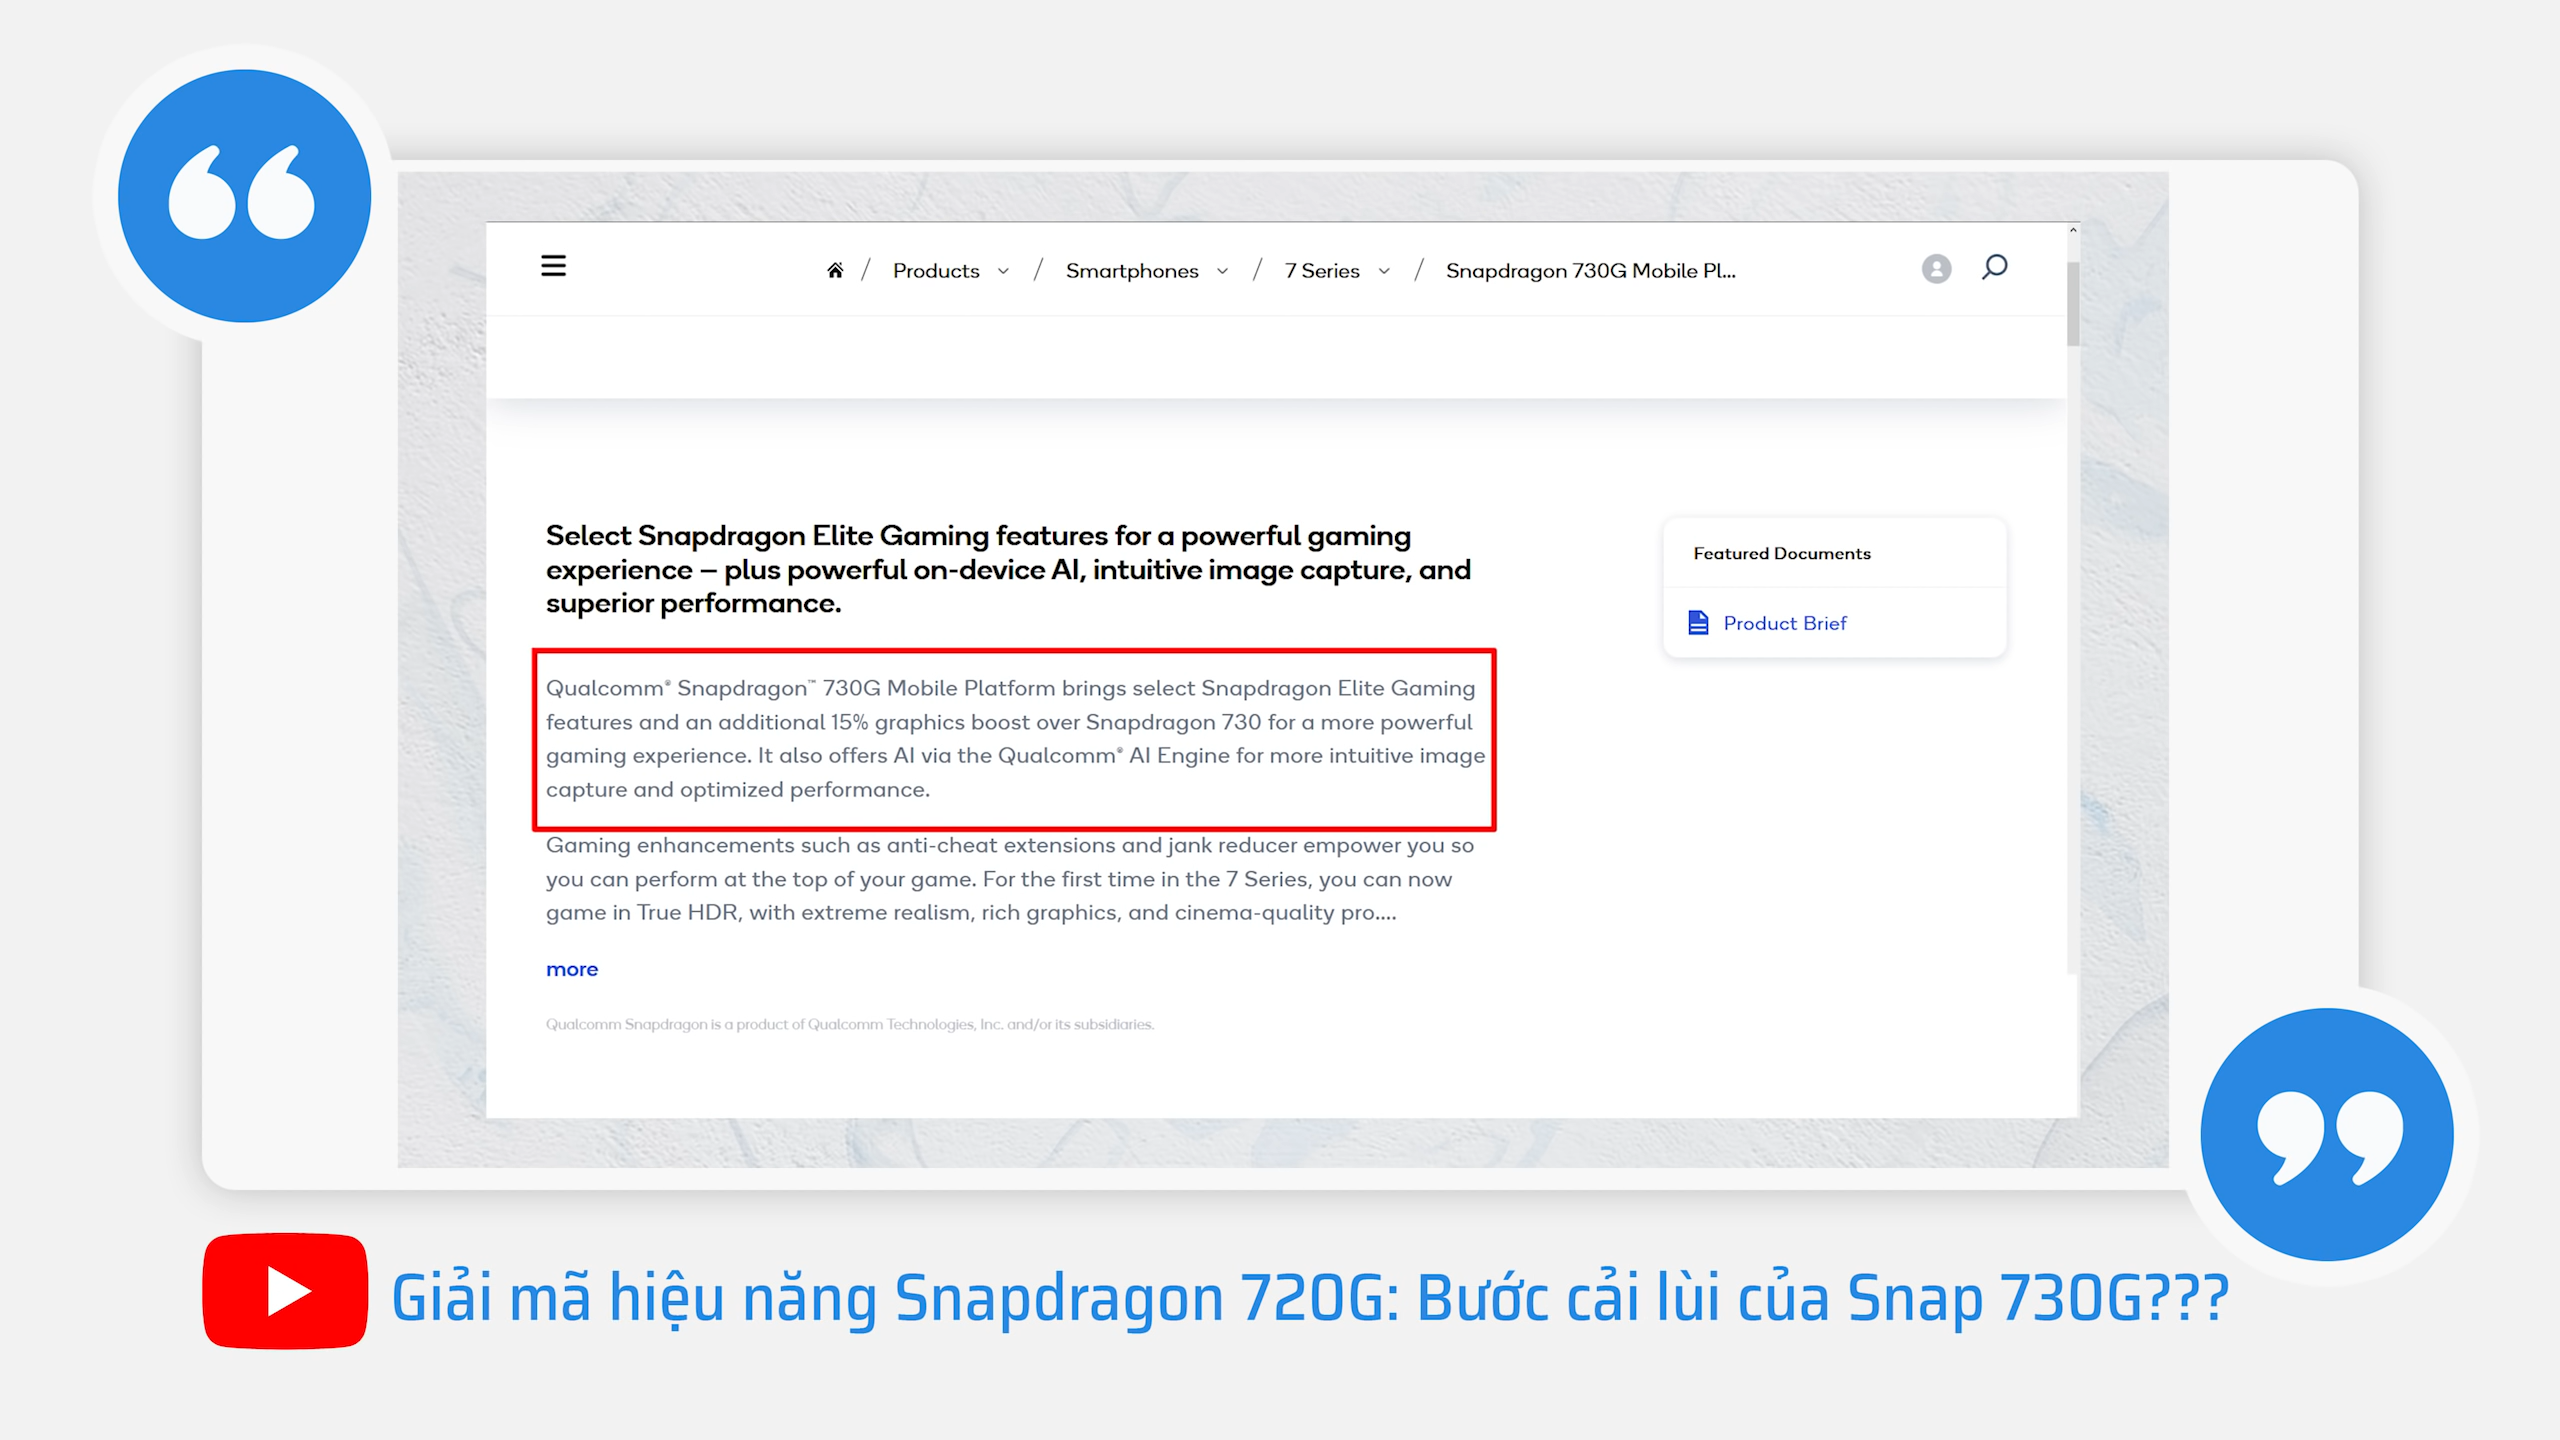 Products / Smartphones / 7 Series / Snapdragon 730G Mobile Pl...
Select Snapdragon Elite Gaming features for a powerful gaming
experience – plus powerful on-device AI, intuitive image capture, and
superior performance.
Featured Documents
Product Brief
Qualcomm® Snapdragon™ 730G Mobile Platform brings select Snapdragon Elite Gaming
features and an additional 15% graphics boost over Snapdragon 730 for a more powerful
gaming experience. It also offers AI via the Qualcomm® AI Engine for more intuitive image
capture and optimized performance.
Gaming enhancements such as anti-cheat extensions and jank reducer empower you so
you can perform at the top of your game. For the first time in the 7 Series, you can now
game in True HDR, with extreme realism, rich graphics, and cinema-quality pro....
more
Qualcomm Snapdragon is a product of Qualcomm Technologies, Inc. and/or its subsidiaries.
Giải mã hiệu năng Snapdragon 720G: Bước cải lùi của Snap 730G???